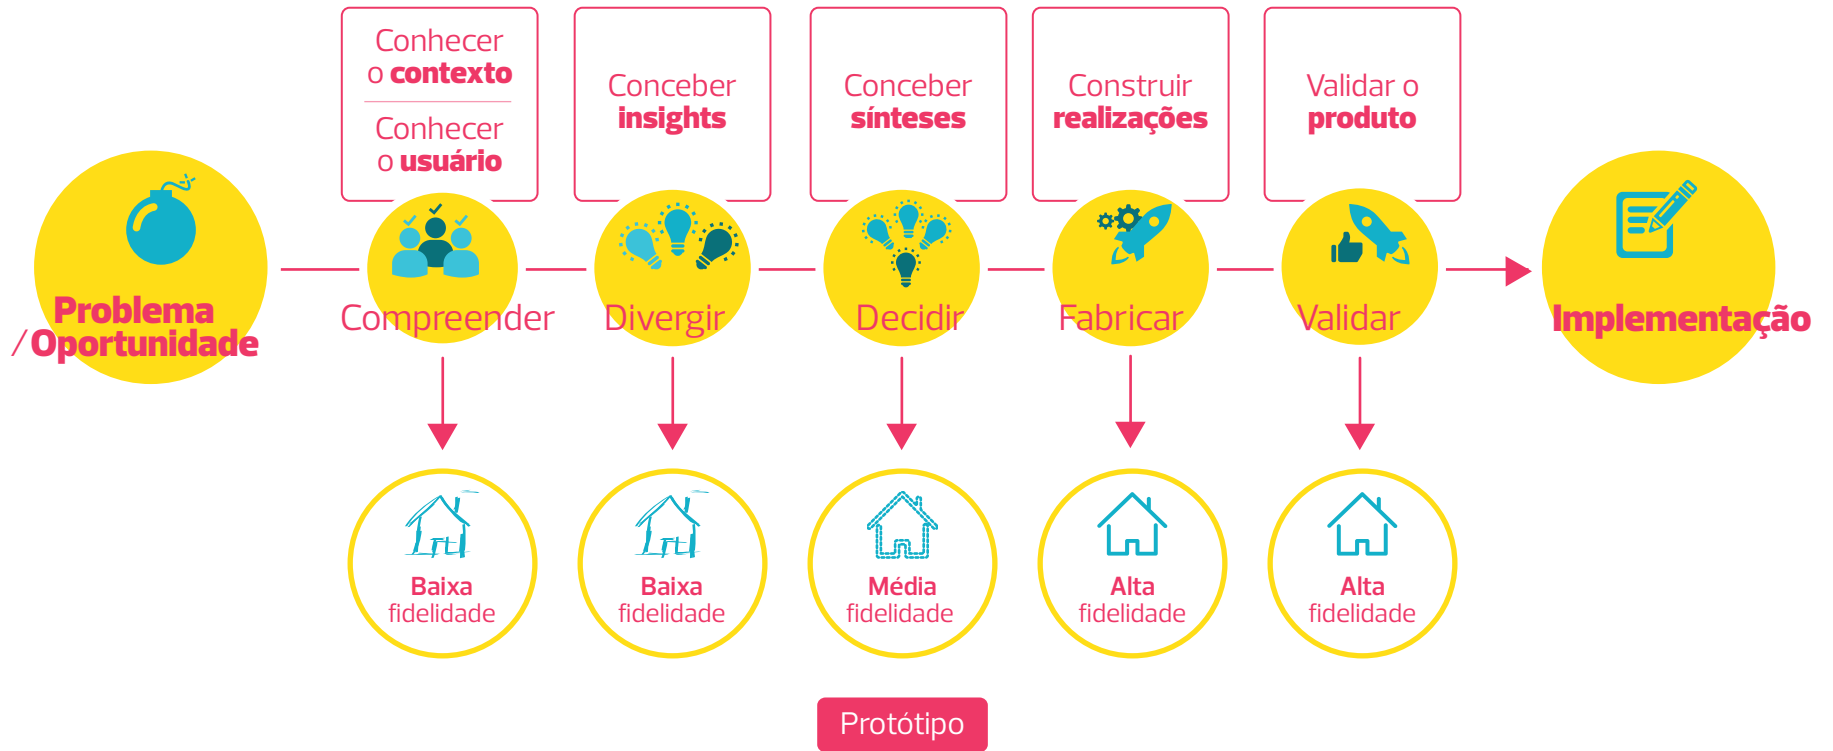 Conhecer
o contexto
Conhecer
o usuário
Conceber
insights
Conceber
sínteses
Construir
realizações
Validar o
produto
Problema
/Oportunidade
Compreender
Divergir
Decidir
Fabricar
Validar
Implementação
Baixa
fidelidade
Baixa
fidelidade
Média
fidelidade
Alta
fidelidade
Alta
fidelidade
Protótipo